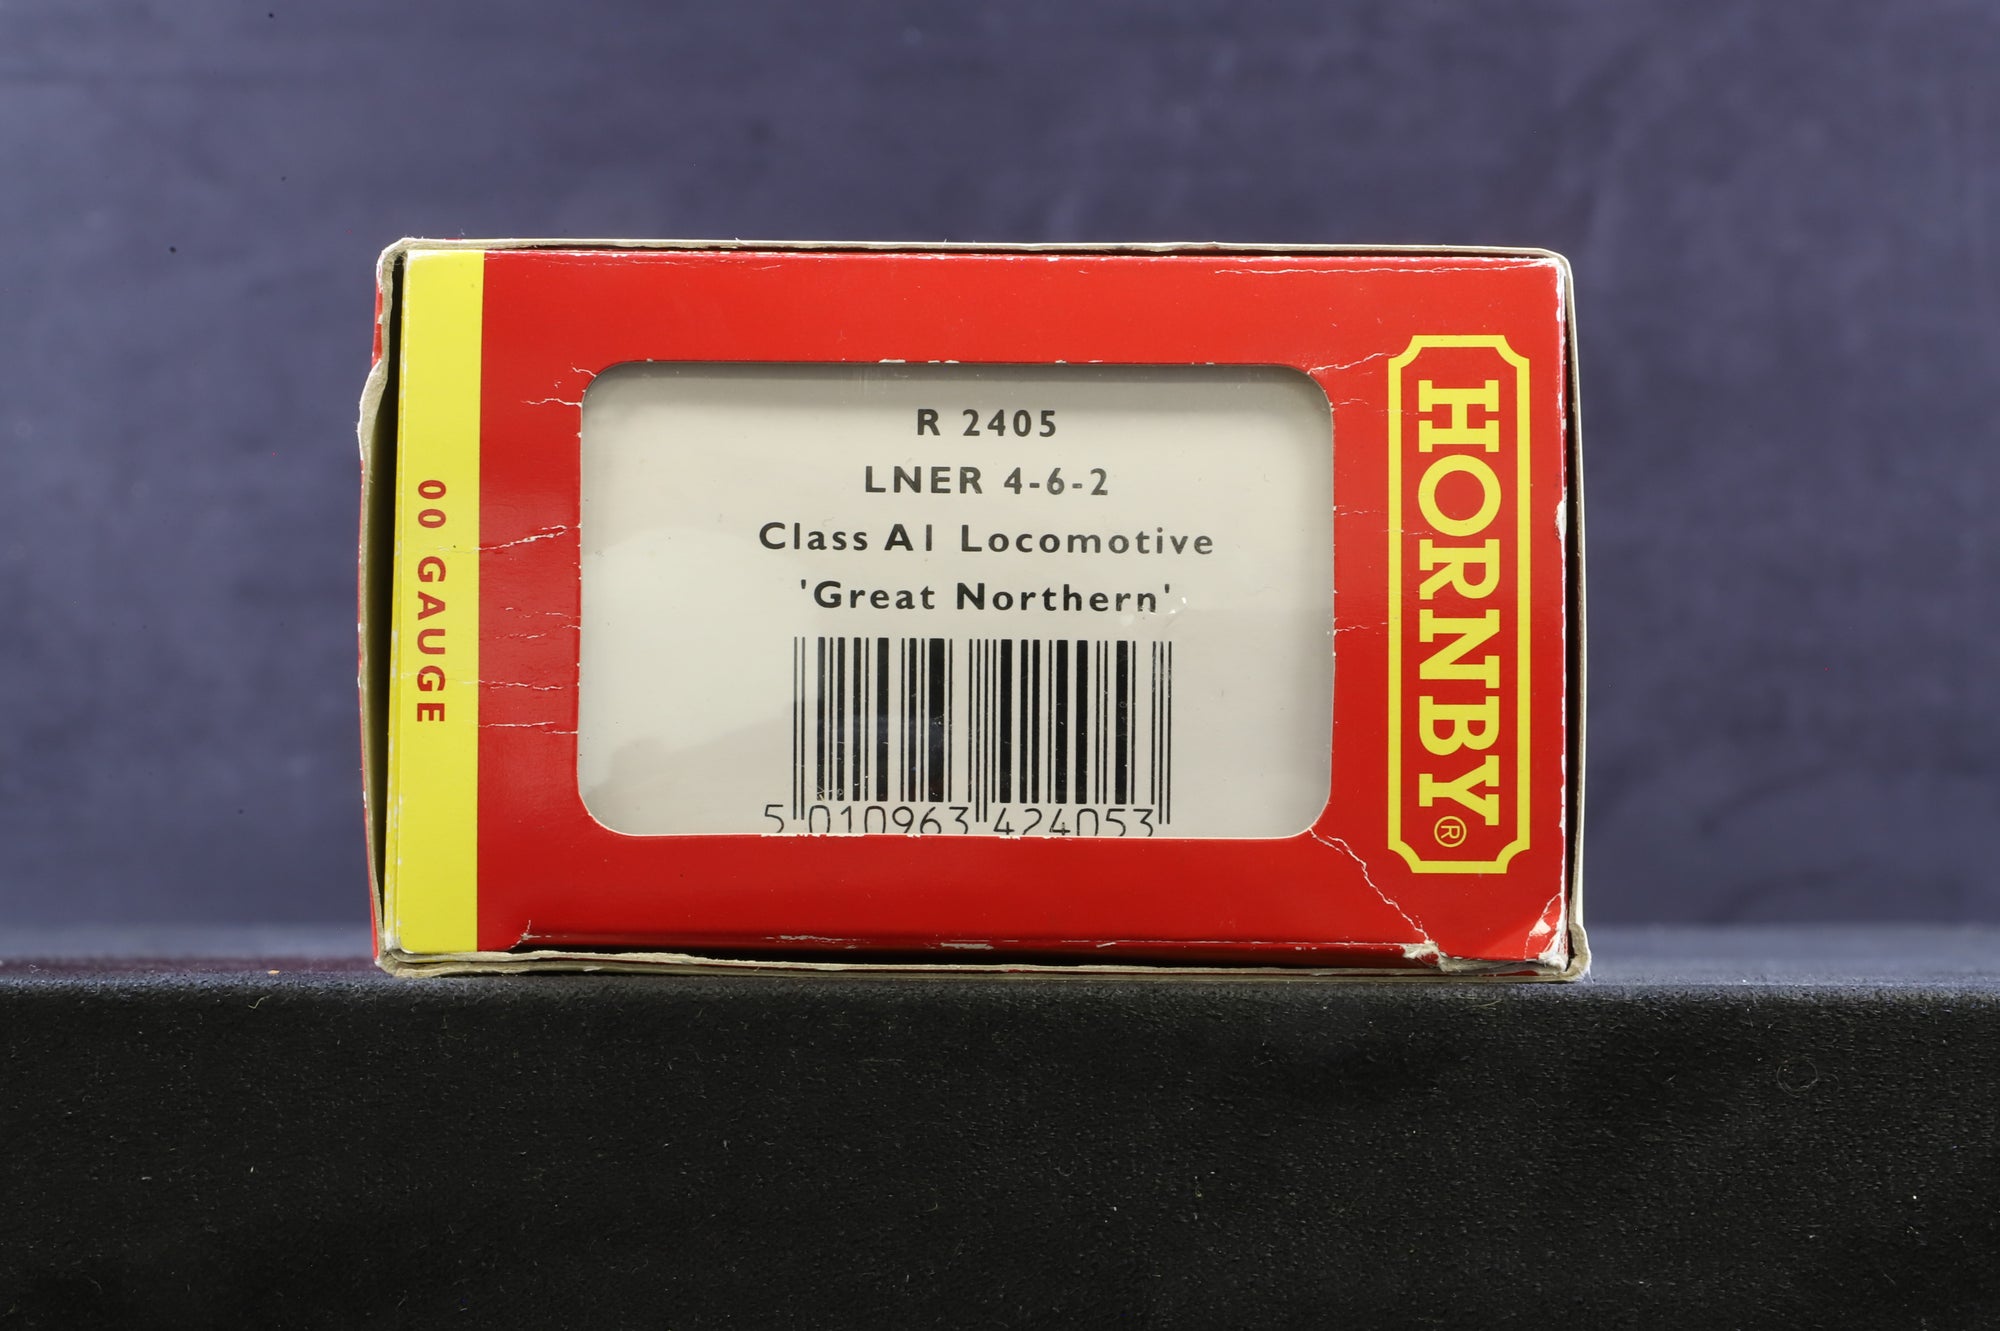 00 GAUGE
R 2405
LNER 4-6-2
Class A1 Locomotive
'Great Northern'
5 010963 424053
HORNBY®